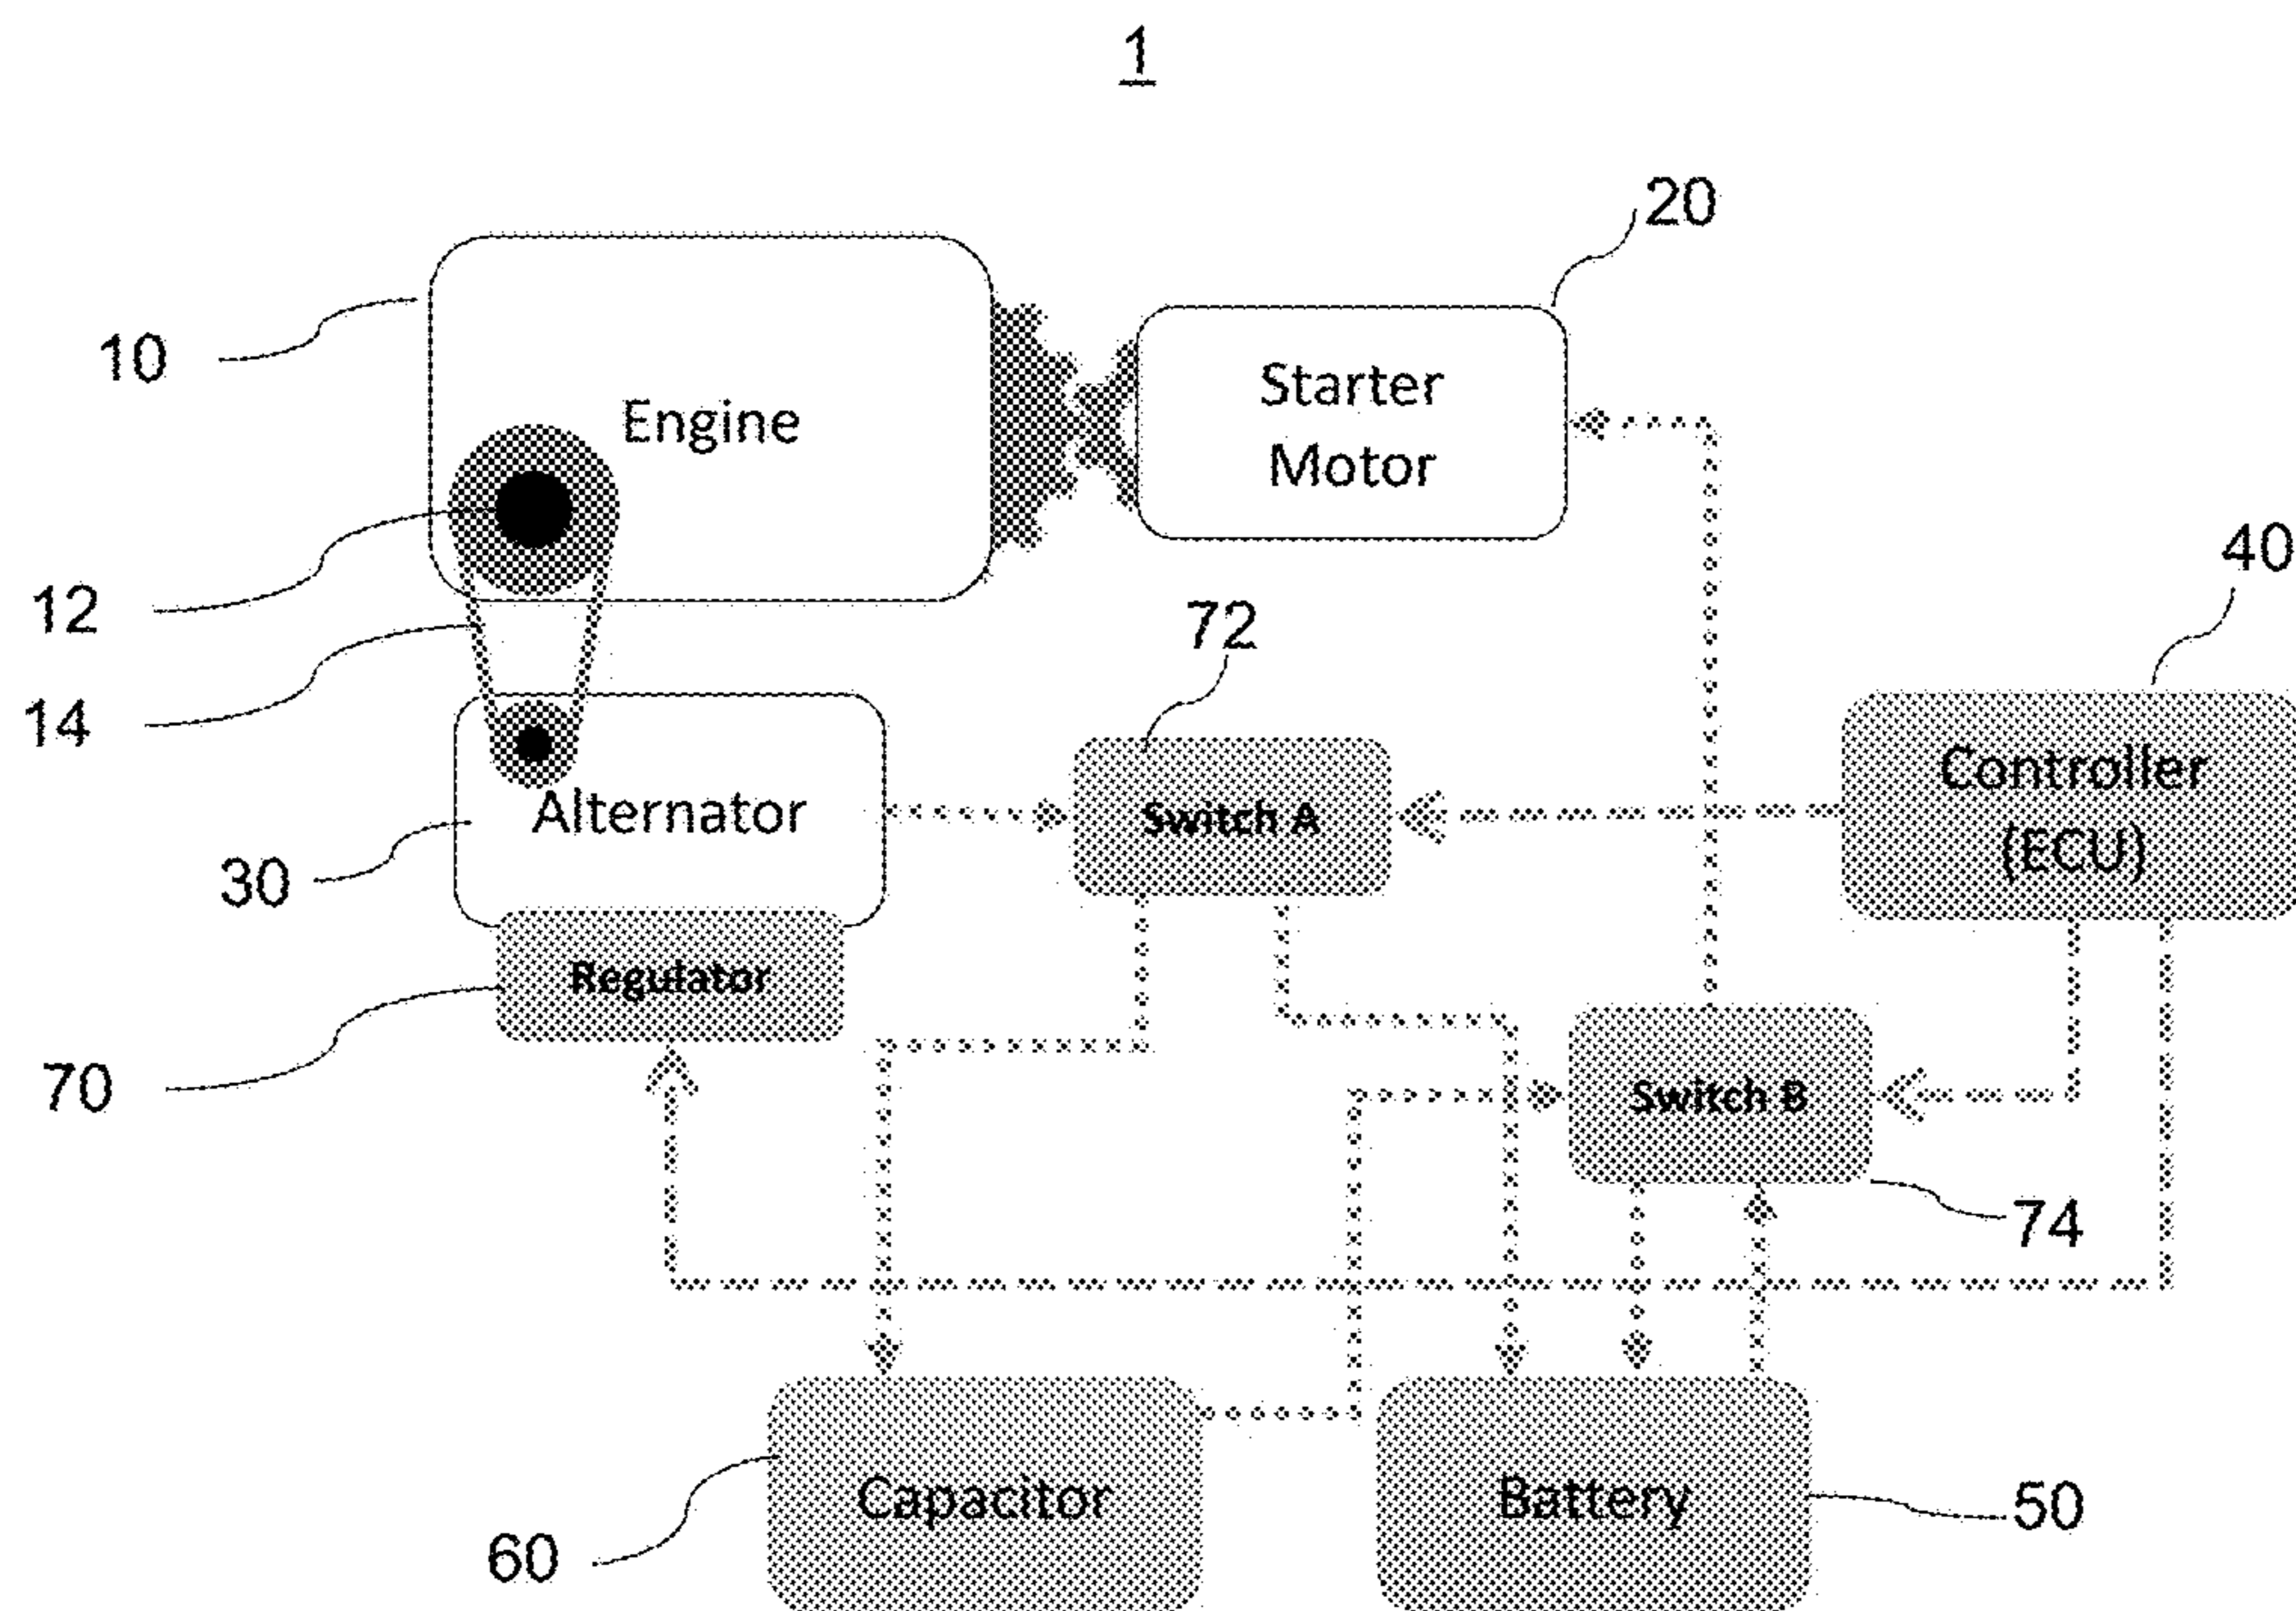 1
20
10
Engine
Starter
Motor
40
12
72
14
Controller
(ECU)
Alternator
Switch A
30
Regulator
70
Switch B
74
Capacitor
Battery
50
60